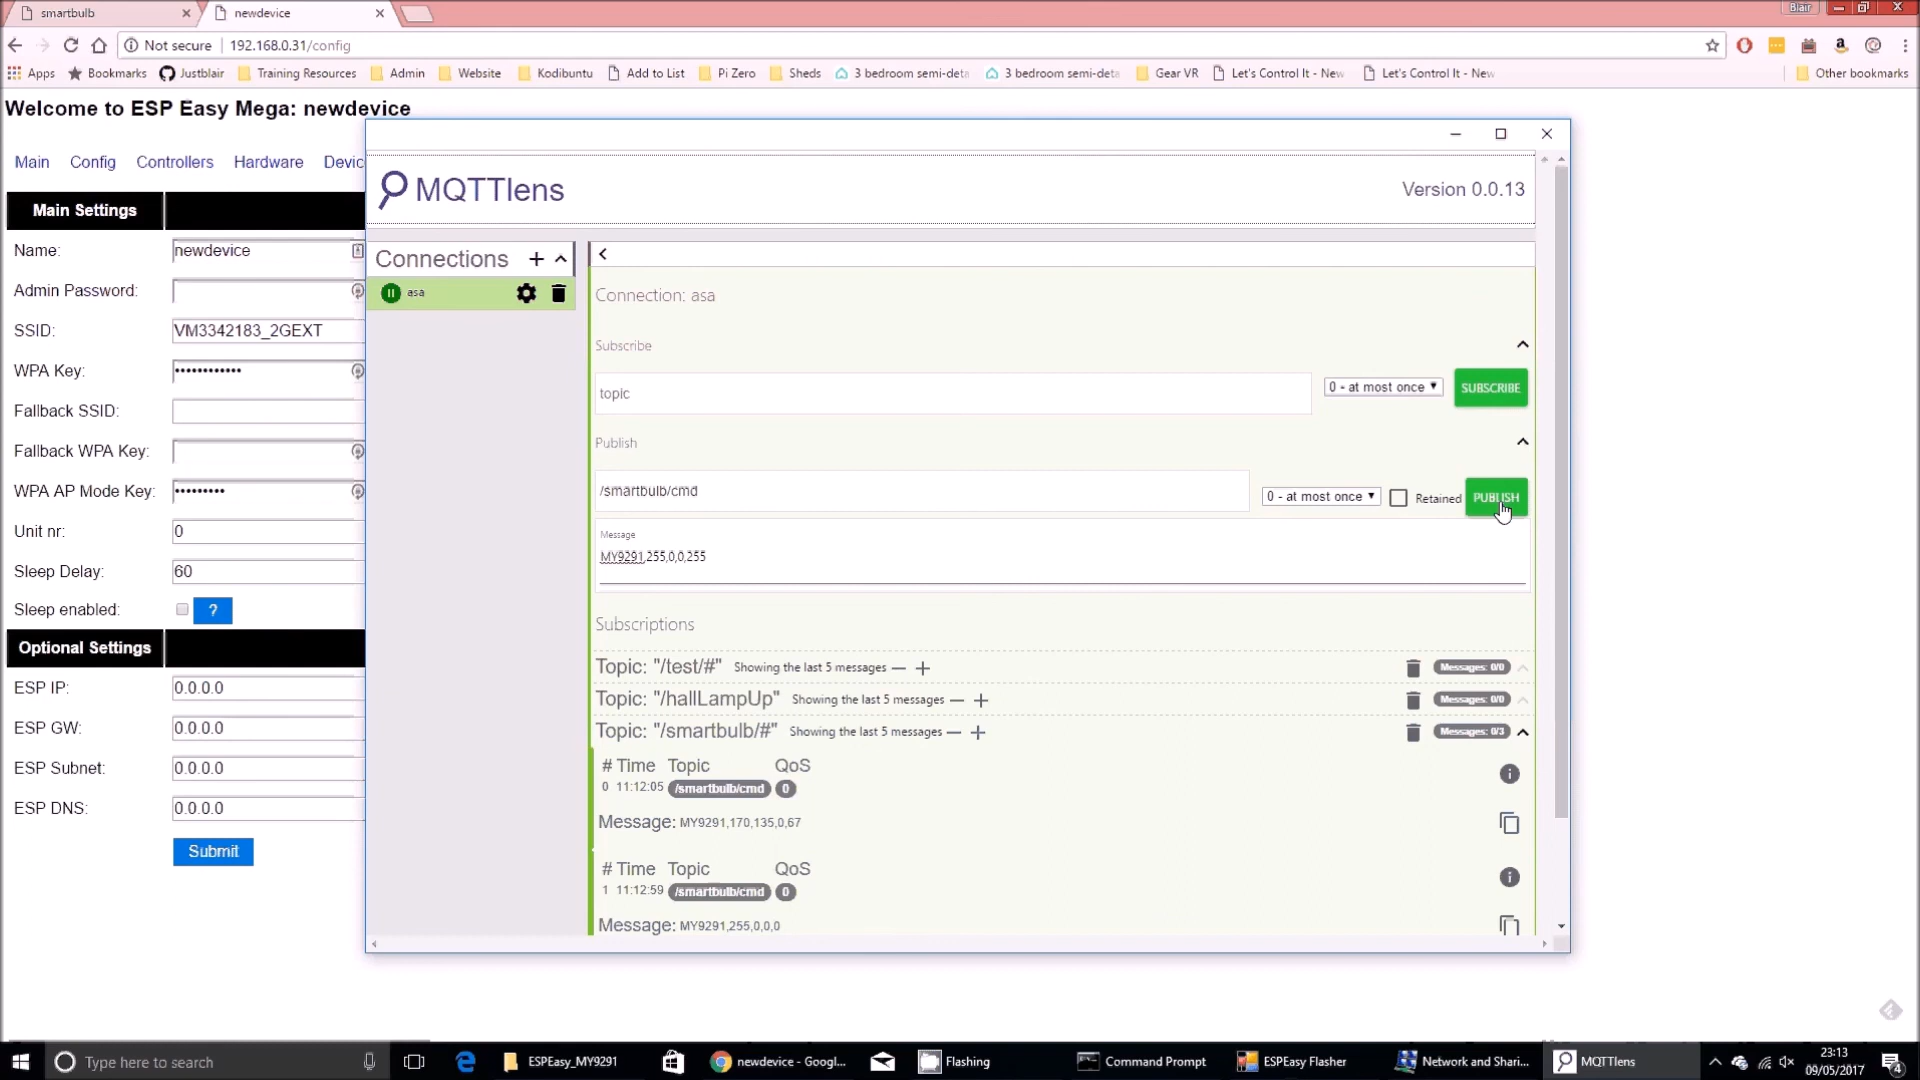 smartbulb
newdevice
Blair
Not secure
192.168.0.31/config
Apps
Bookmarks
Justblair
Training Resources
Admin
Website
Kodibuntu
Add to List
Pi Zero
Sheds
3 bedroom semi-deta
3 bedroom semi-deta
Gear VR
Let's Control It - New
Let's Control It - New
Other bookmarks
Welcome to ESP Easy Mega: newdevice
Main
Config
Controllers
Hardware
Devic
Main Settings
Name:
newdevice
Admin Password:
SSID:
VM3342183_2GEXT
WPA Key:
••••••••••••
Fallback SSID:
Fallback WPA Key:
WPA AP Mode Key:
•••••••••
Unit nr:
0
Sleep Delay:
60
Sleep enabled:
?
Optional Settings
ESP IP:
0.0.0.0
ESP GW:
0.0.0.0
ESP Subnet:
0.0.0.0
ESP DNS:
0.0.0.0
Submit
MQTTlens
Version 0.0.13
Connections
asa
Connection: asa
Subscribe
topic
0 - at most once
SUBSCRIBE
Publish
/smartbulb/cmd
0 - at most once
Retained
PUBLISH
Message
MY9291,255,0,0,255
Subscriptions
Topic: "/test/#"
Showing the last 5 messages
Messages: 0/0
Topic: "/hallLampUp"
Showing the last 5 messages
Messages: 0/0
Topic: "/smartbulb/#"
Showing the last 5 messages
Messages: 0/3
# Time Topic QoS
0 11:12:05 /smartbulb/cmd 0
Message: MY9291,170,135,0,67
# Time Topic QoS
1 11:12:59 /smartbulb/cmd 0
Message: MY9291,255,0,0,0
Type here to search
ESPEasy_MY9291
newdevice - Googl...
Flashing
Command Prompt
ESPEasy Flasher
Network and Shari...
MQTTlens
23:13
09/05/2017
4